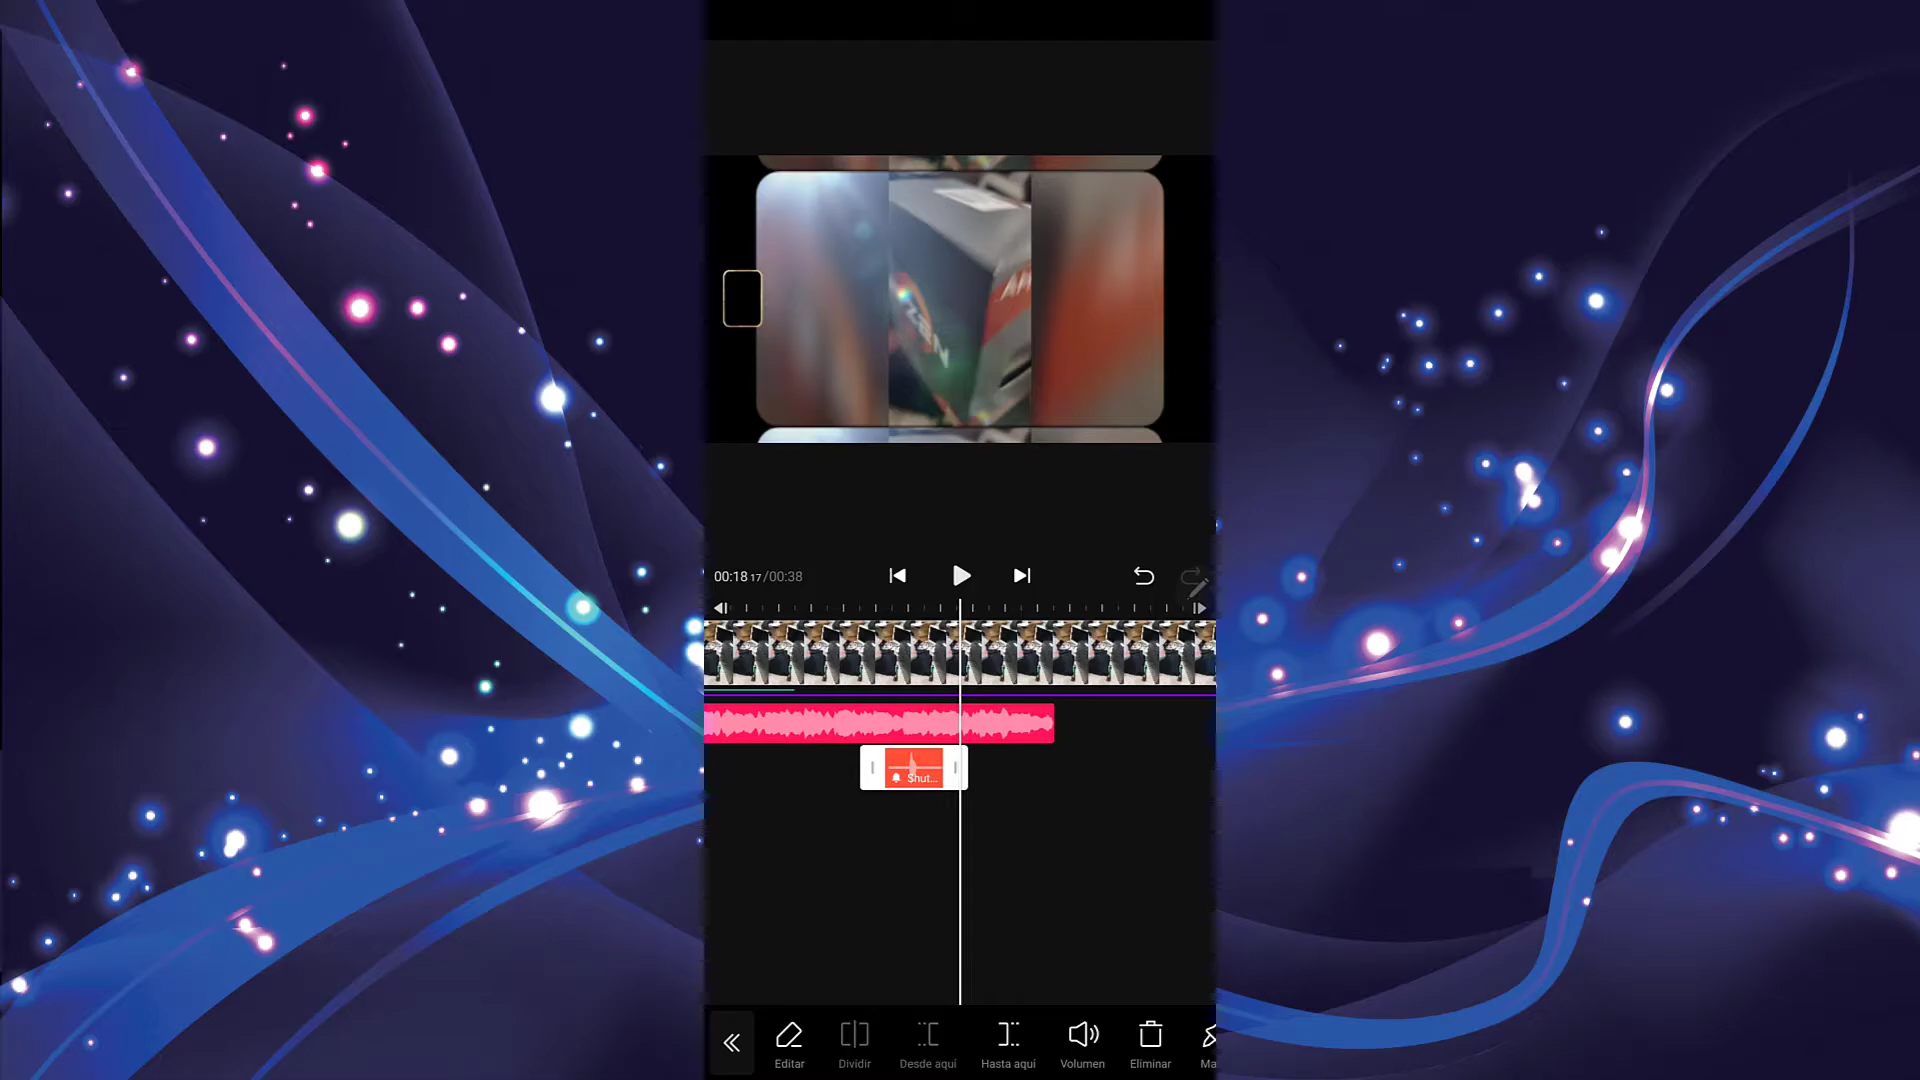 00:18 17/00:38
Shut...
Editar
Dividir
Desde aquí
Hasta aquí
Volumen
Eliminar
Ma